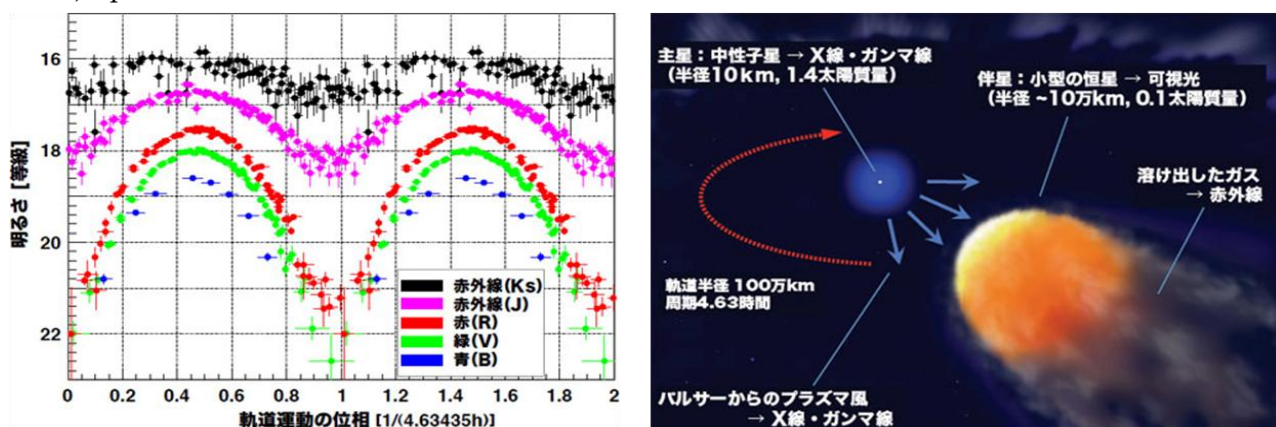 16
18
20
22
明るさ [等級]
赤外線(Ks)
赤外線(J)
赤(R)
緑(V)
青(B)
0 0.2 0.4 0.6 0.8 1 1.2 1.4 1.6 1.8 2
軌道運動の位相 [1/(4.63435h)]
主星：中性子星 → X線・ガンマ線
（半径10km, 1.4太陽質量）
伴星：小型の恒星 → 可視光
（半径 ~10万km, 0.1太陽質量）
溶け出したガス
→ 赤外線
軌道半径 100万km
周期4.63時間
パルサーからのプラズマ風
→ X線・ガンマ線